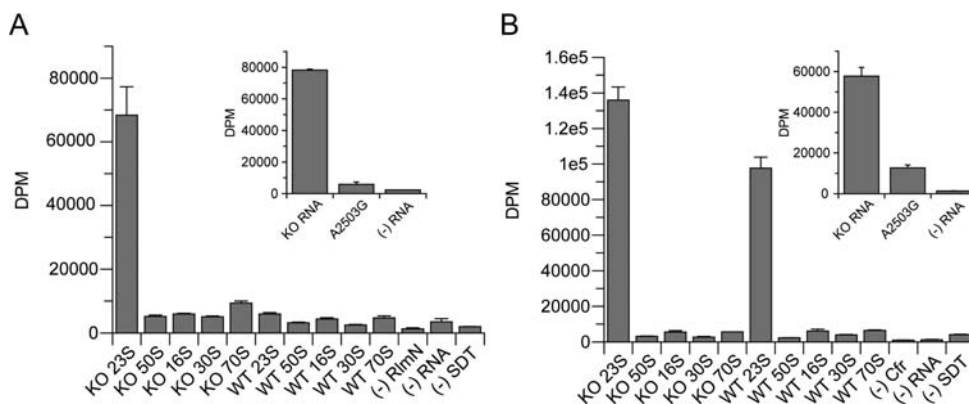 A
DPM
80000
60000
40000
20000
0
KO 23S
KO 50S
KO 16S
KO 30S
KO 70S
WT 23S
WT 50S
WT 16S
WT 30S
WT 70S
(-) RlmN
(-) RNA
(-) SDT
DPM
80000
60000
40000
20000
0
KO RNA
A2503G
(-) RNA
B
DPM
1.6e5
1.4e5
1.2e5
1e5
80000
60000
40000
20000
0
KO 23S
KO 50S
KO 16S
KO 30S
KO 70S
WT 23S
WT 50S
WT 16S
WT 30S
WT 70S
(-) Cfr
(-) RNA
(-) SDT
DPM
60000
40000
20000
0
KO RNA
A2503G
(-) RNA